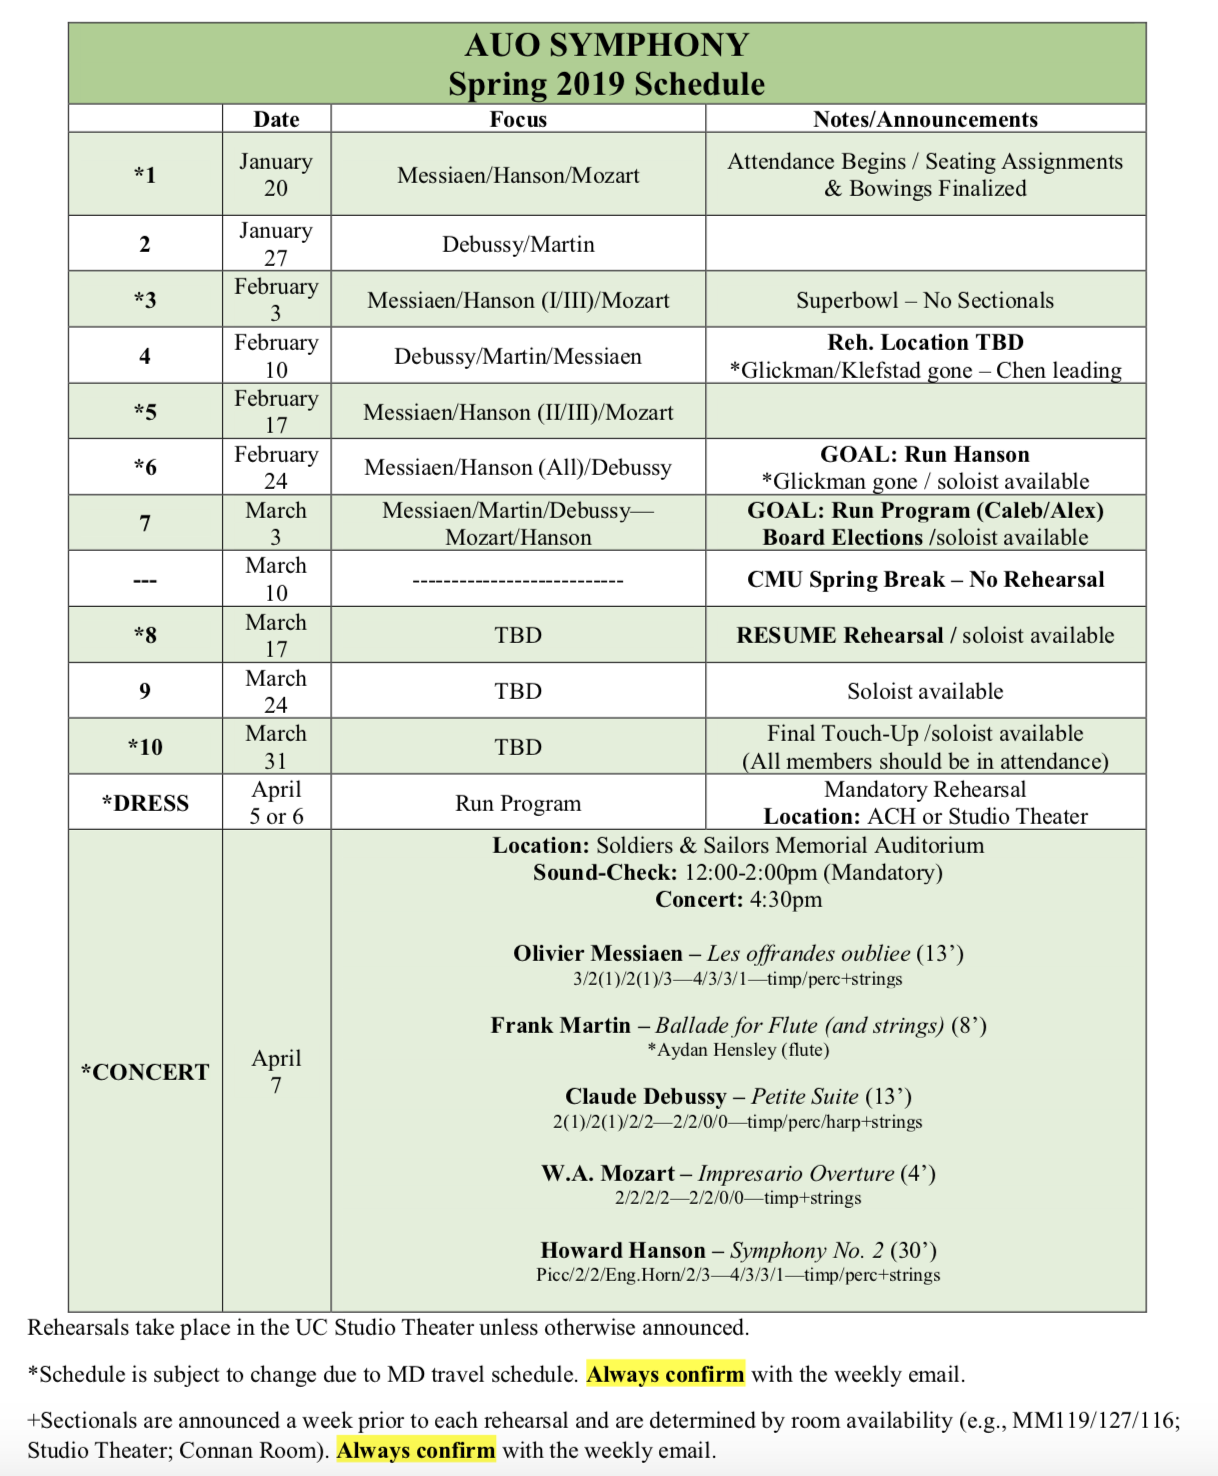 AUO SYMPHONY
Spring 2019 Schedule
Date Focus Notes/Announcements
*1 January 20 Messiaen/Hanson/Mozart Attendance Begins / Seating Assignments & Bowings Finalized
2 January 27 Debussy/Martin
*3 February 3 Messiaen/Hanson (I/III)/Mozart Superbowl – No Sectionals
4 February 10 Debussy/Martin/Messiaen Reh. Location TBD *Glickman/Klefstad gone – Chen leading
*5 February 17 Messiaen/Hanson (II/III)/Mozart
*6 February 24 Messiaen/Hanson (All)/Debussy GOAL: Run Hanson *Glickman gone / soloist available
7 March 3 Messiaen/Martin/Debussy—Mozart/Hanson GOAL: Run Program (Caleb/Alex) Board Elections /soloist available
--- March 10 --------------------------- CMU Spring Break – No Rehearsal
*8 March 17 TBD RESUME Rehearsal / soloist available
9 March 24 TBD Soloist available
*10 March 31 TBD Final Touch-Up /soloist available (All members should be in attendance)
*DRESS April 5 or 6 Run Program Mandatory Rehearsal Location: ACH or Studio Theater
*CONCERT April 7
Location: Soldiers & Sailors Memorial Auditorium
Sound-Check: 12:00-2:00pm (Mandatory)
Concert: 4:30pm
Olivier Messiaen – Les offrandes oubliee (13’)
3/2(1)/2(1)/3—4/3/3/1—timp/perc+strings
Frank Martin – Ballade for Flute (and strings) (8’)
*Aydan Hensley (flute)
Claude Debussy – Petite Suite (13’)
2(1)/2(1)/2/2—2/2/0/0—timp/perc/harp+strings
W.A. Mozart – Impresario Overture (4’)
2/2/2/2—2/2/0/0—timp+strings
Howard Hanson – Symphony No. 2 (30’)
Picc/2/2/Eng.Horn/2/3—4/3/3/1—timp/perc+strings
Rehearsals take place in the UC Studio Theater unless otherwise announced.
*Schedule is subject to change due to MD travel schedule. Always confirm with the weekly email.
+Sectionals are announced a week prior to each rehearsal and are determined by room availability (e.g., MM119/127/116;
Studio Theater; Connan Room). Always confirm with the weekly email.